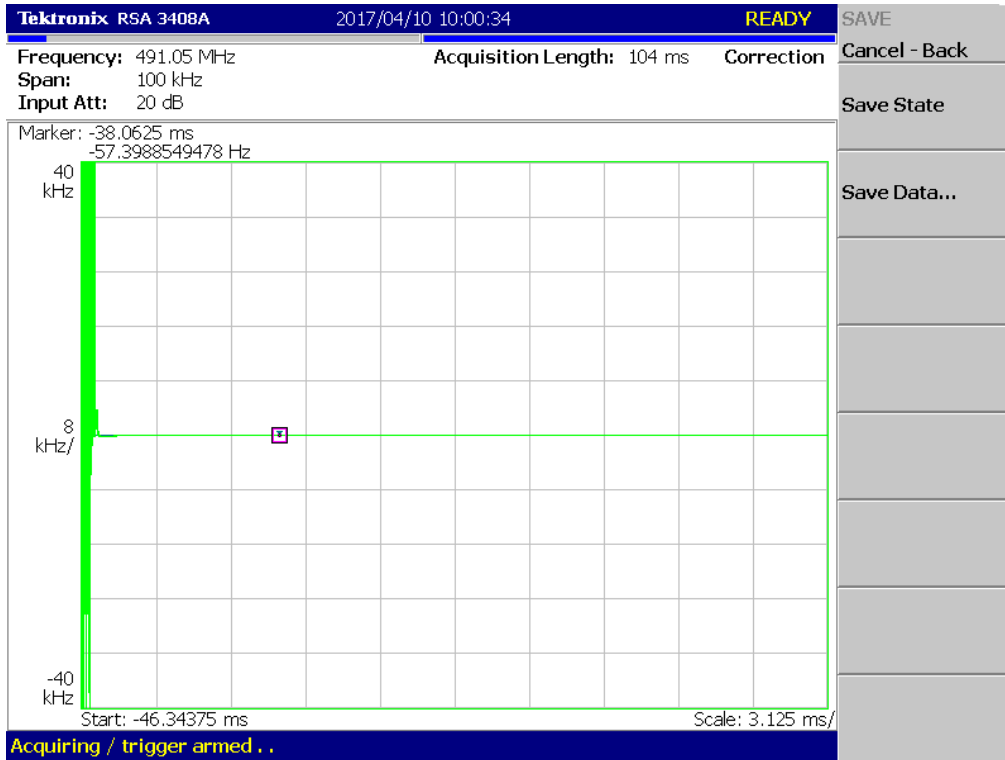 Tektronix RSA 3408A 2017/04/10 10:00:34 READY
SAVE
Cancel - Back
Frequency: 491.05 MHz Acquisition Length: 104 ms Correction
Span: 100 kHz
Input Att: 20 dB
Save State
Marker: -38.0625 ms
-57.3988549478 Hz
40
kHz
Save Data...
8
kHz/
-40
kHz
Start: -46.34375 ms Scale: 3.125 ms/
Acquiring / trigger armed . .